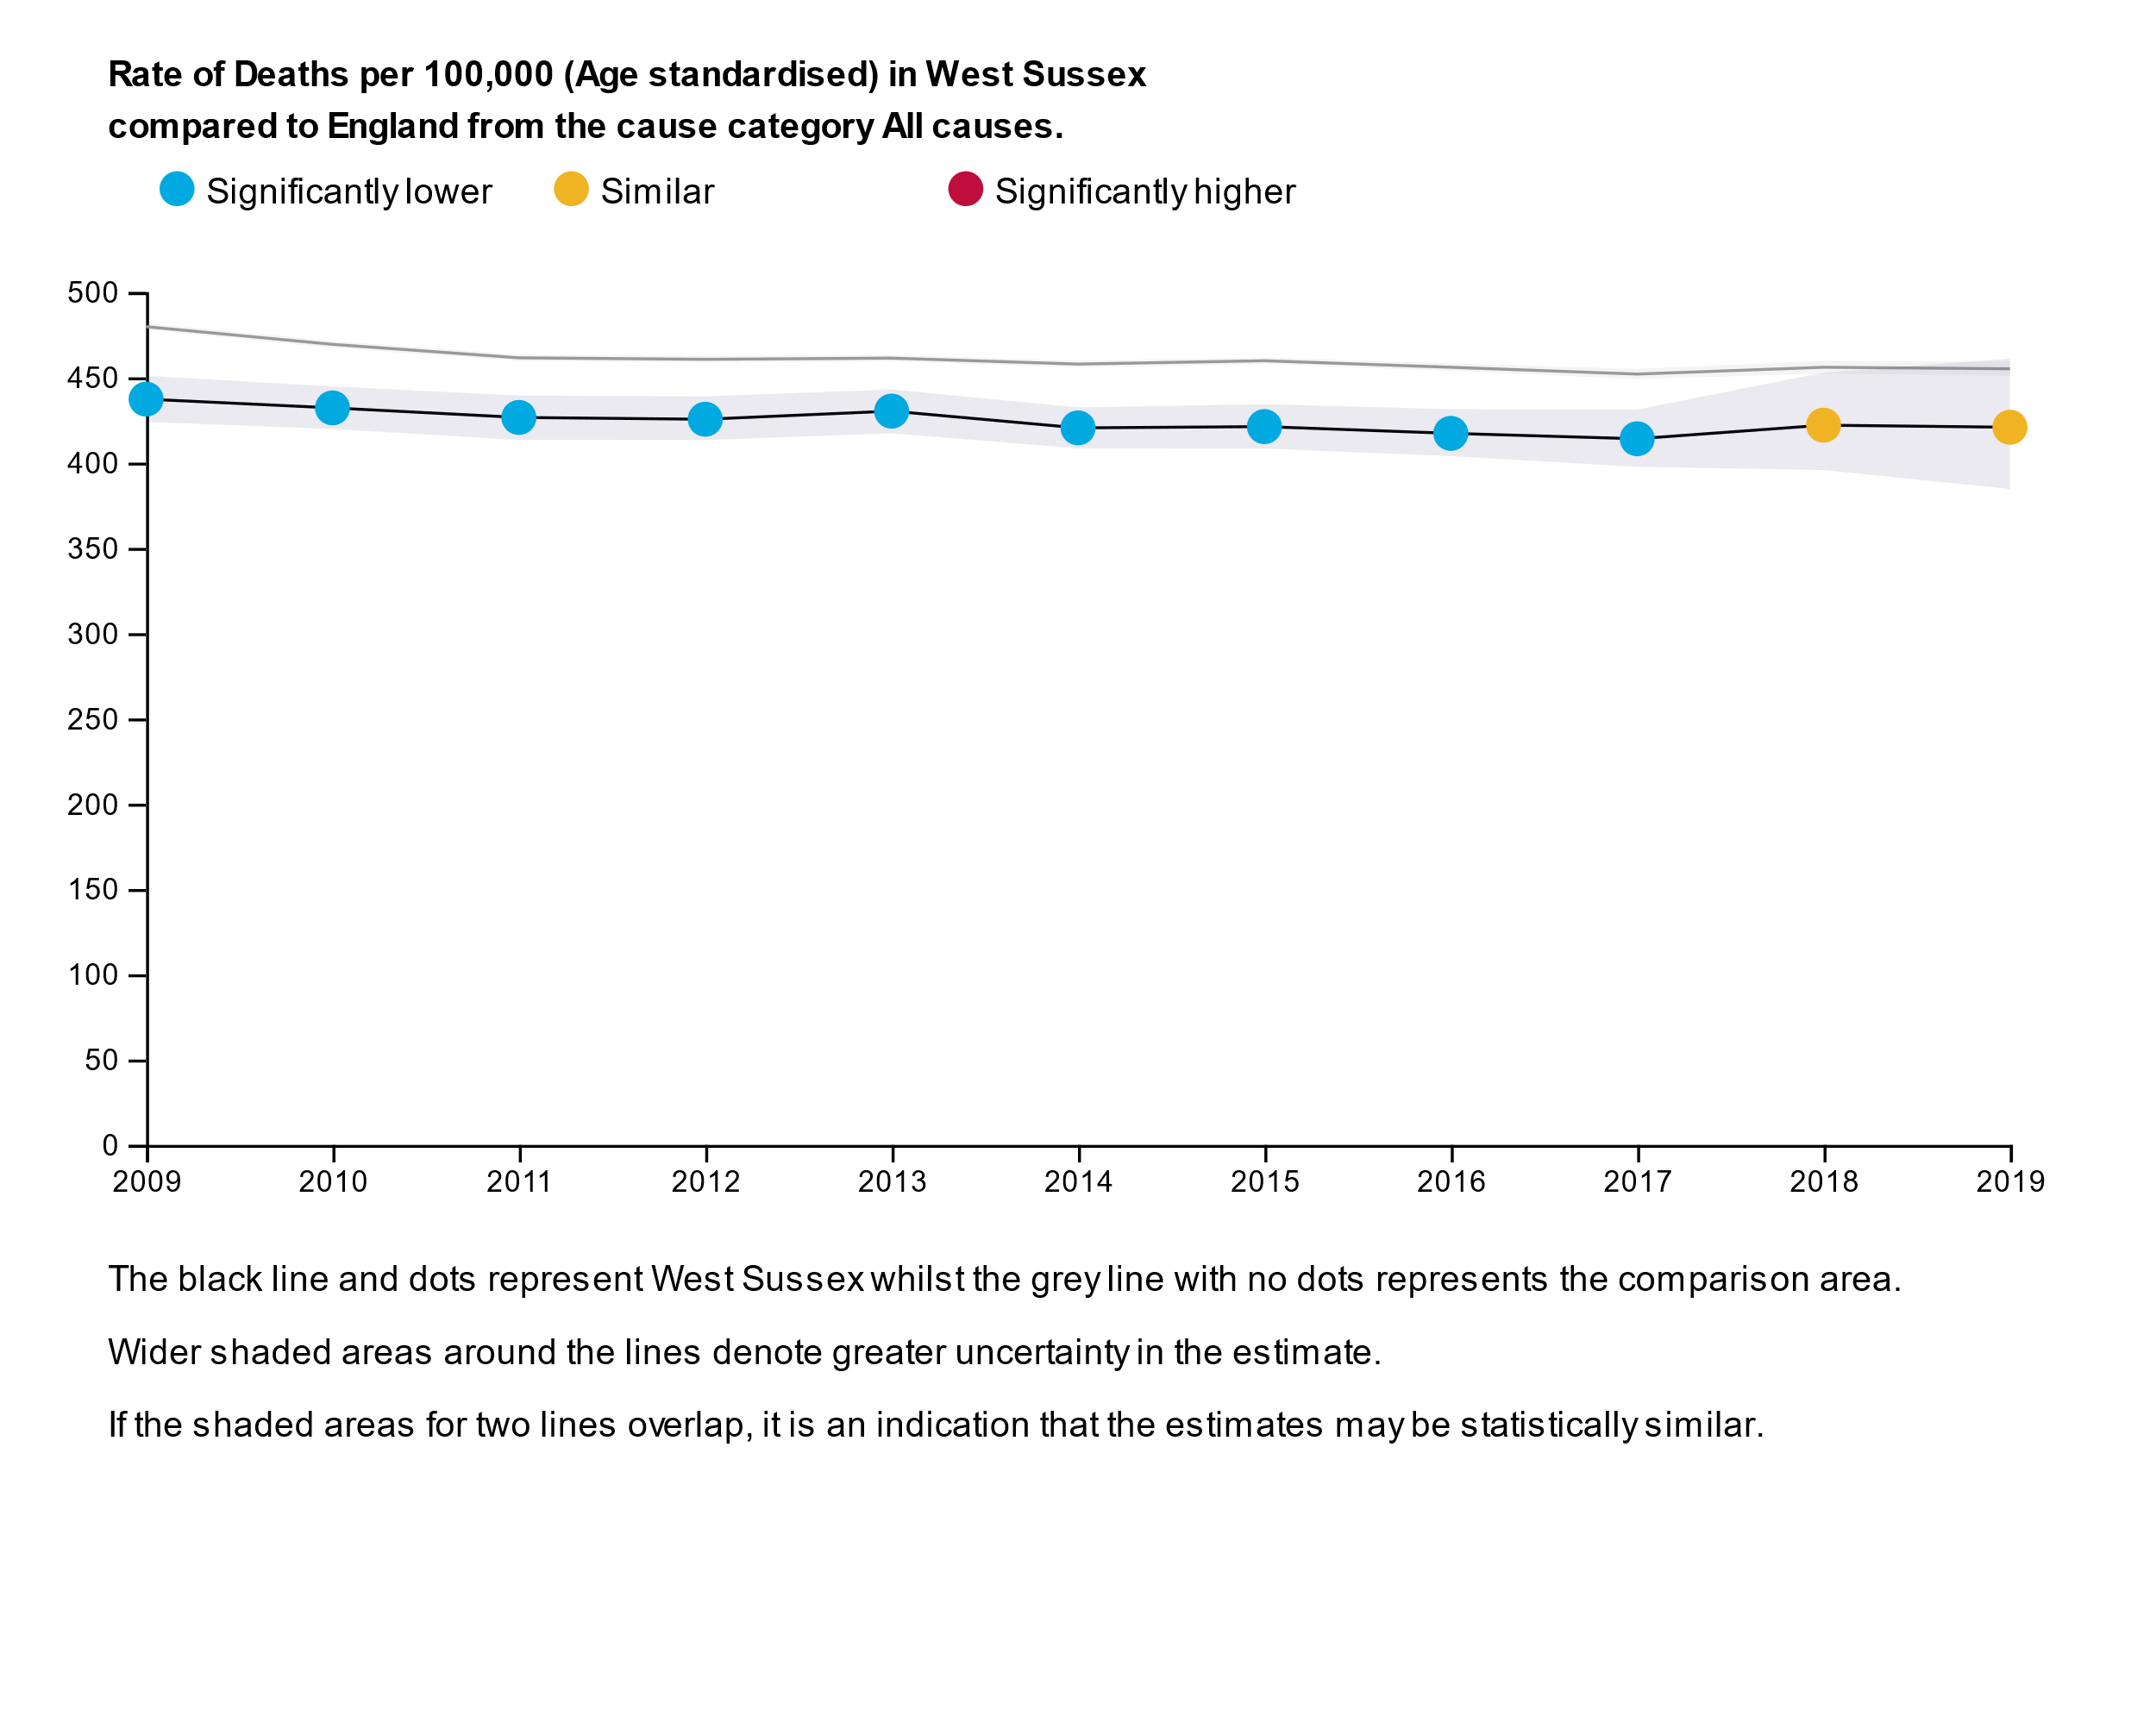 Rate of Deaths per 100,000 (Age standardised) in West Sussex
compared to England from the cause category All causes.
Significantly lower
Similar
Significantly higher
500
450
400
350
300
250
200
150
100
50
0
2009 2010 2011 2012 2013 2014 2015 2016 2017 2018 2019
The black line and dots represent West Sussex whilst the grey line with no dots represents the comparison area.
Wider shaded areas around the lines denote greater uncertainty in the estimate.
If the shaded areas for two lines overlap, it is an indication that the estimates may be statistically similar.